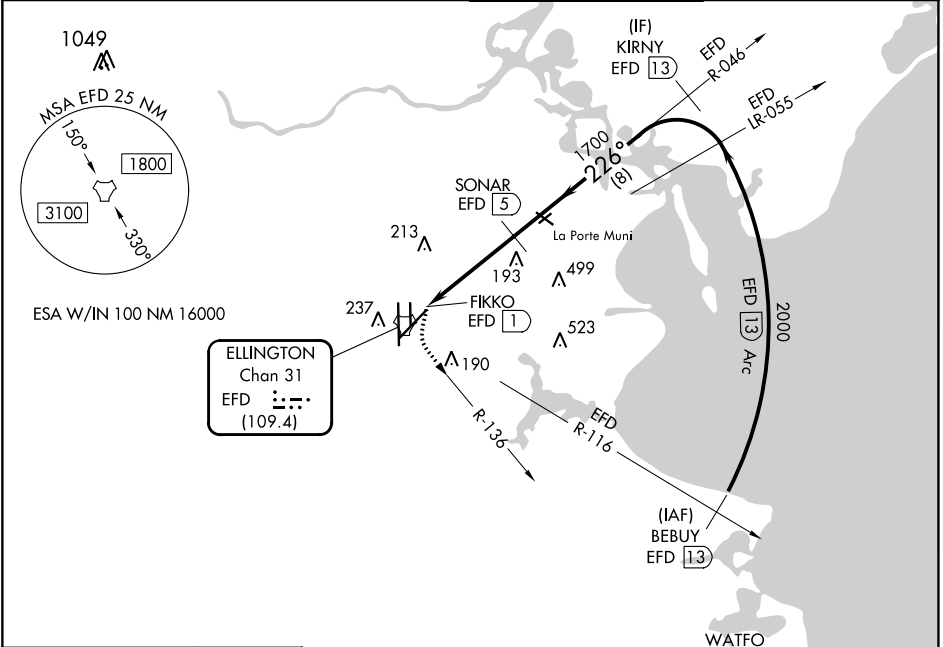 1049
MSA EFD 25 NM
150°
1800
3100
330°
ESA W/IN 100 NM 16000
(IF)
KIRNY
EFD 13
EFD
R-046
EFD
LR-055
1700
226°
(8)
SONAR
EFD 5
La Porte Muni
213
193
499
237
FIKKO
EFD 1
523
190
ELLINGTON
Chan 31
EFD
(109.4)
R-136
EFD
R-116
EFD 13 Arc
2000
(IAF)
BEBUY
EFD 13
WATFO